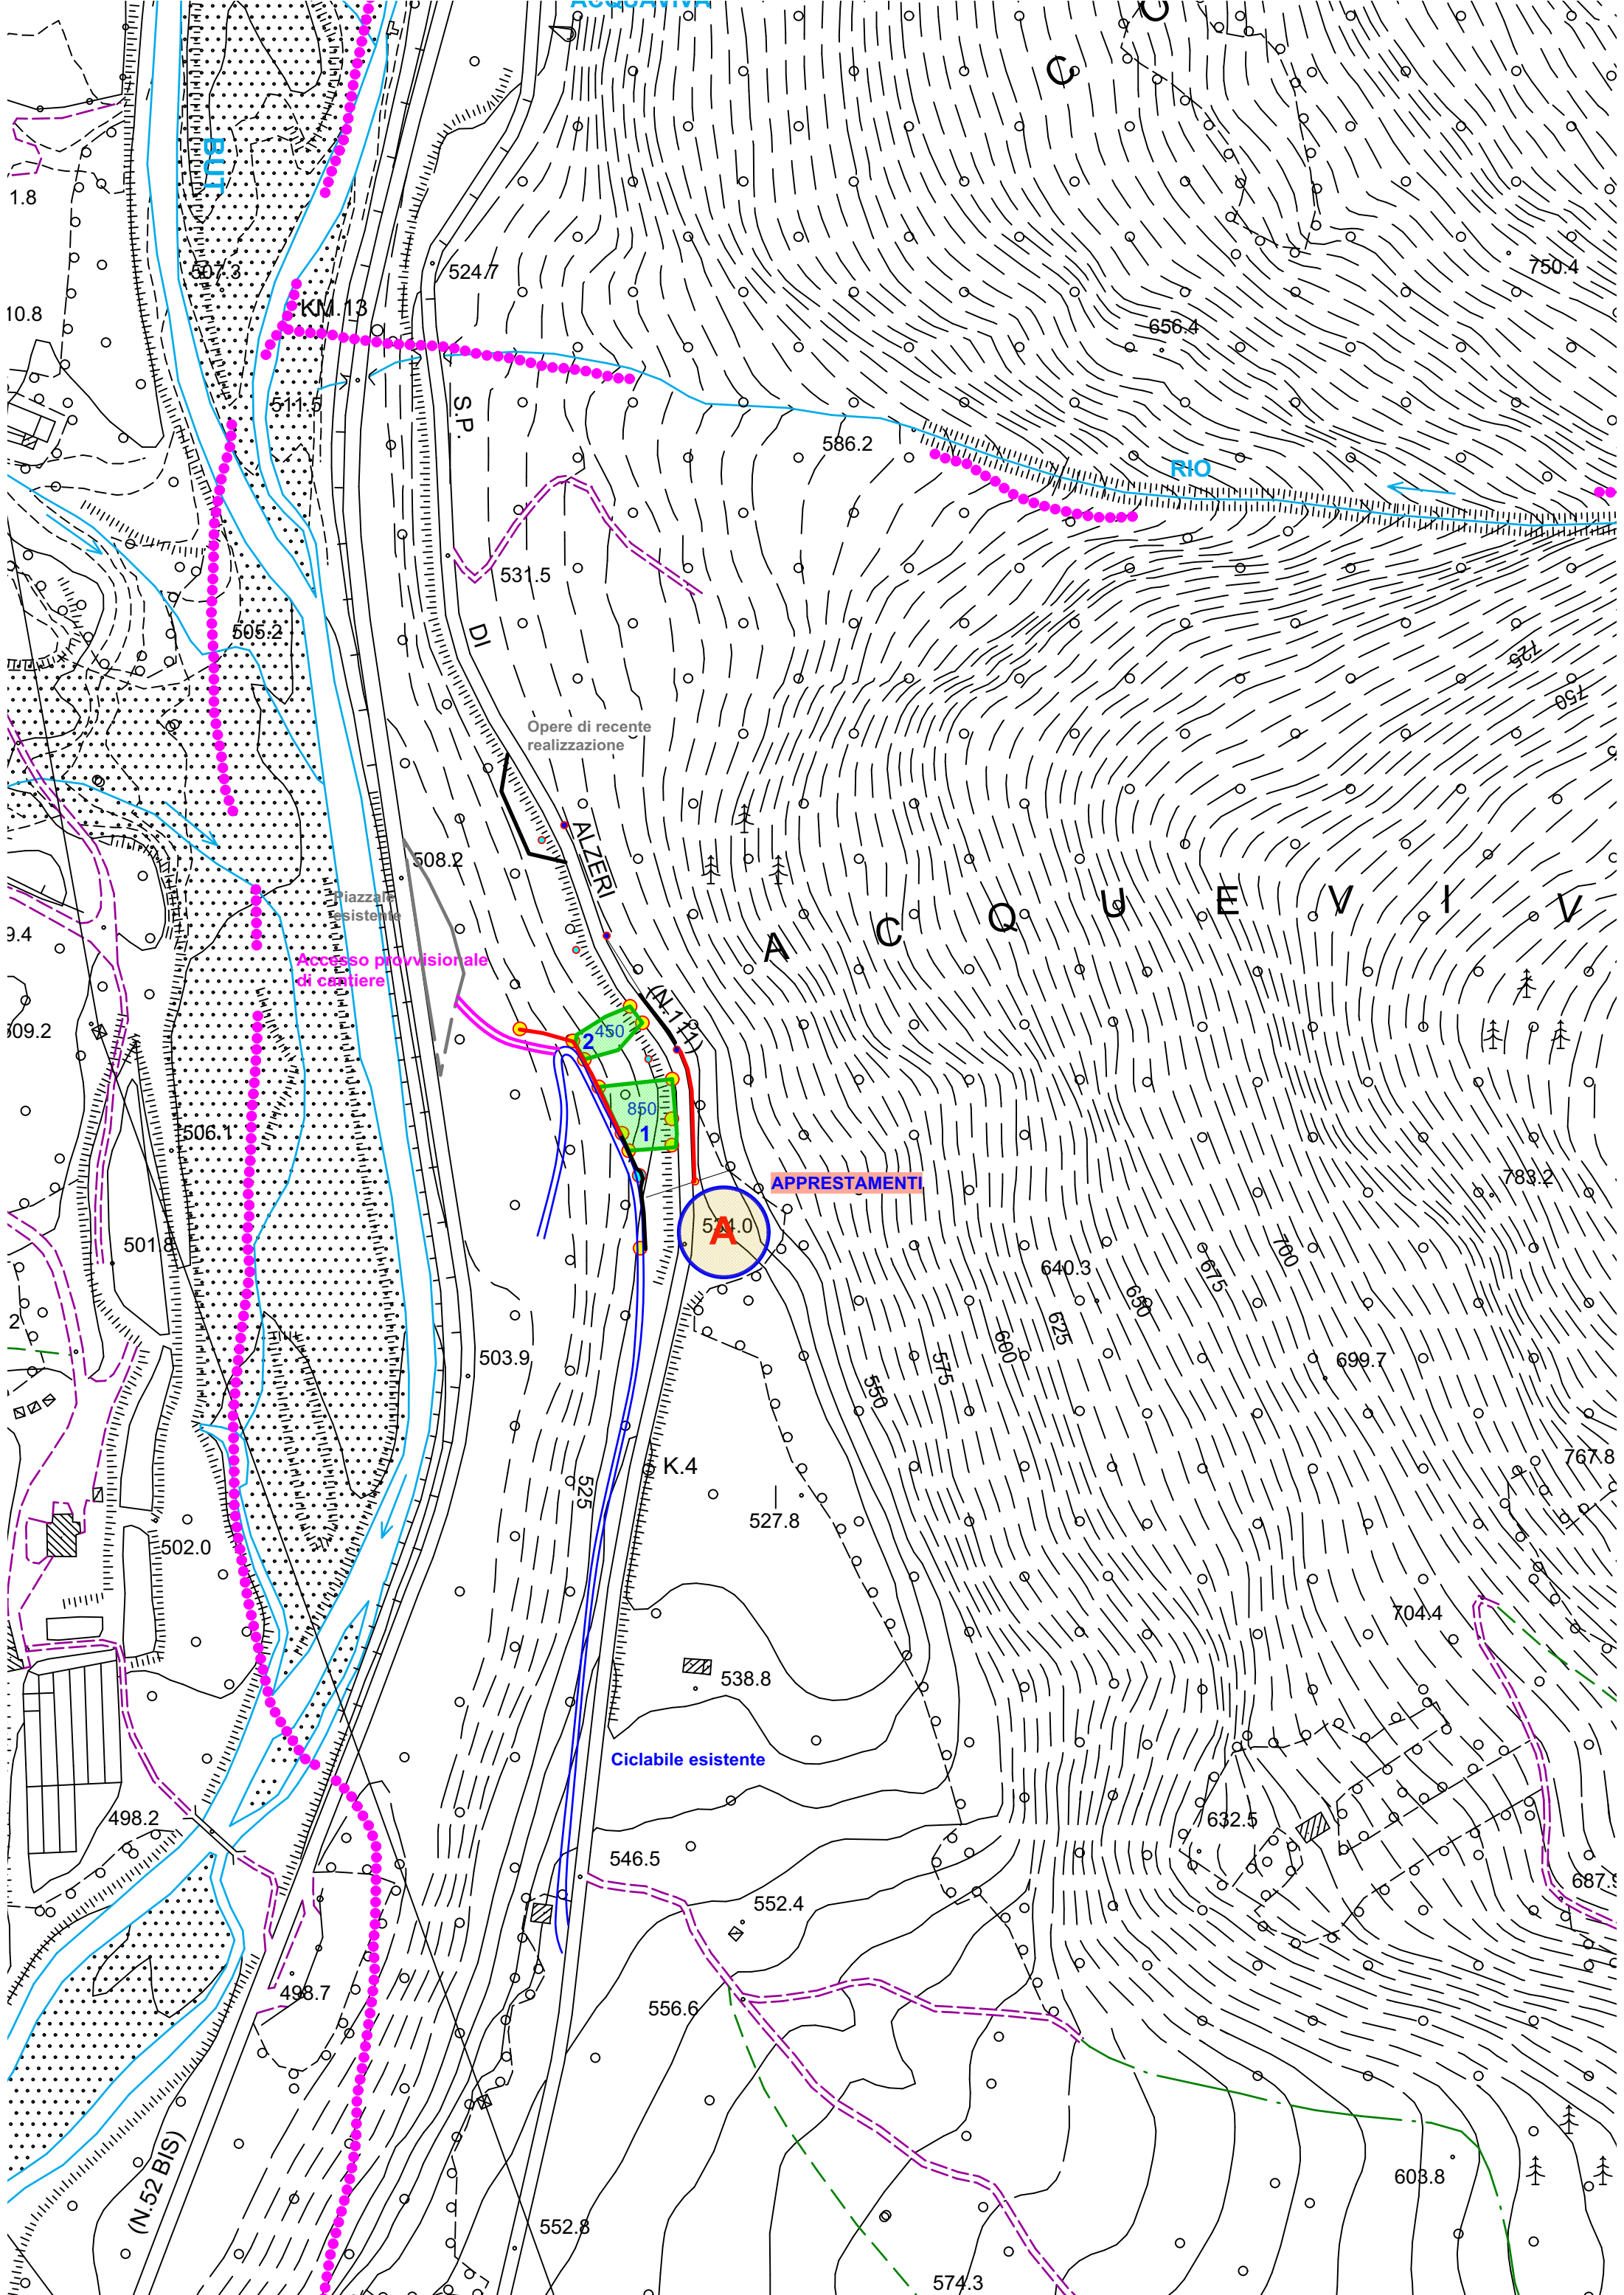 ACQUAVIVA
C
BUT
1.8
507.3
524.7
750.4
10.8
KM.13
656.4
511.5
S.P.
586.2
RIO
531.5
505.2
DI
725
750
Opere di recente
realizzazione
ALZERI
508.2
Piazzale
esistente
A C Q U E V I V
9.4
Accesso provvisionale
di cantiere
(N.111)
509.2
450
2
850
1
506.1
APPRESTAMENTI
783.2
534.0
A
501.8
640.3
700
675
650
625
600
575
550
2
503.9
699.7
K.4
767.8
525
527.8
502.0
704.4
538.8
Ciclabile esistente
498.2
632.5
546.5
687.9
552.4
498.7
556.6
(N.52 BIS)
603.8
552.8
574.3